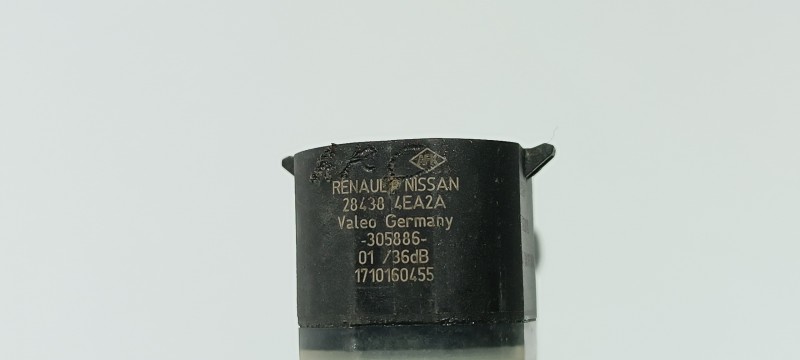 RENAULT NISSAN
28438 4EA2A
Valeo Germany
-305886-
01 /36dB
1710160455